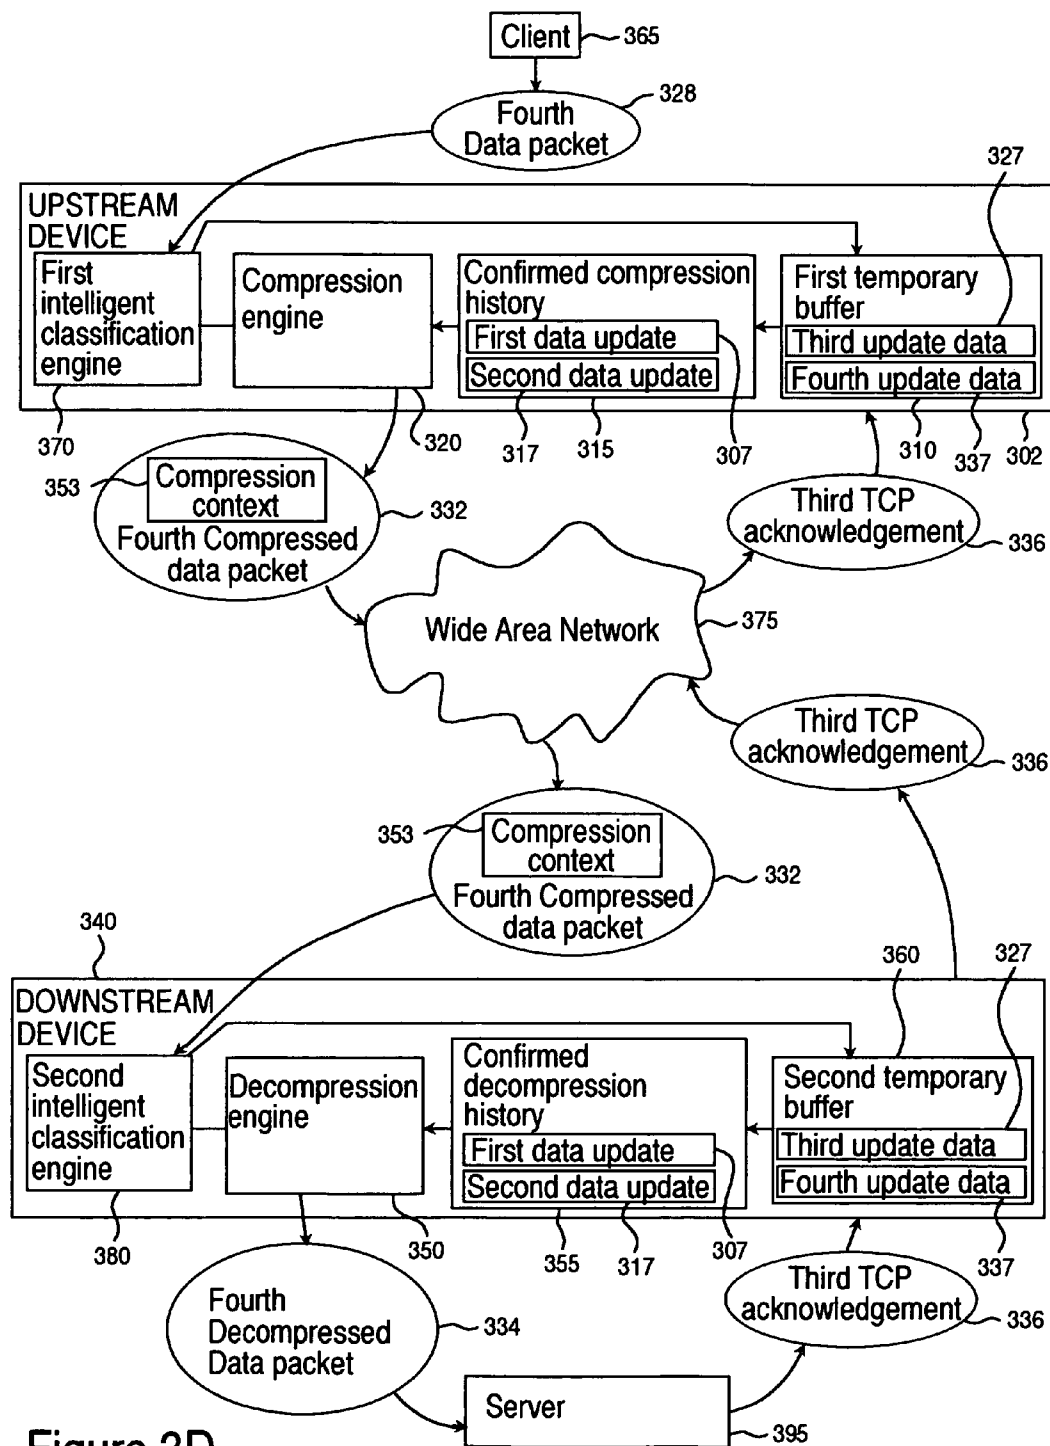 Client
365
328
Fourth
Data packet
327
UPSTREAM
DEVICE
First
intelligent
classification
engine
Compression
engine
Confirmed compression
history
First data update
Second data update
First temporary
buffer
Third update data
Fourth update data
370
320
317
315
307
310
337
302
353
Compression
context
Fourth Compressed
data packet
332
Third TCP
acknowledgement
336
Wide Area Network
375
Third TCP
acknowledgement
336
353
Compression
context
Fourth Compressed
data packet
332
340
360
327
DOWNSTREAM
DEVICE
Second
intelligent
classification
engine
Decompression
engine
Confirmed
decompression
history
First data update
Second data update
Second temporary
buffer
Third update data
Fourth update data
380
350
355
317
307
337
Fourth
Decompressed
Data packet
334
Third TCP
acknowledgement
336
Server
395
Figure 3D